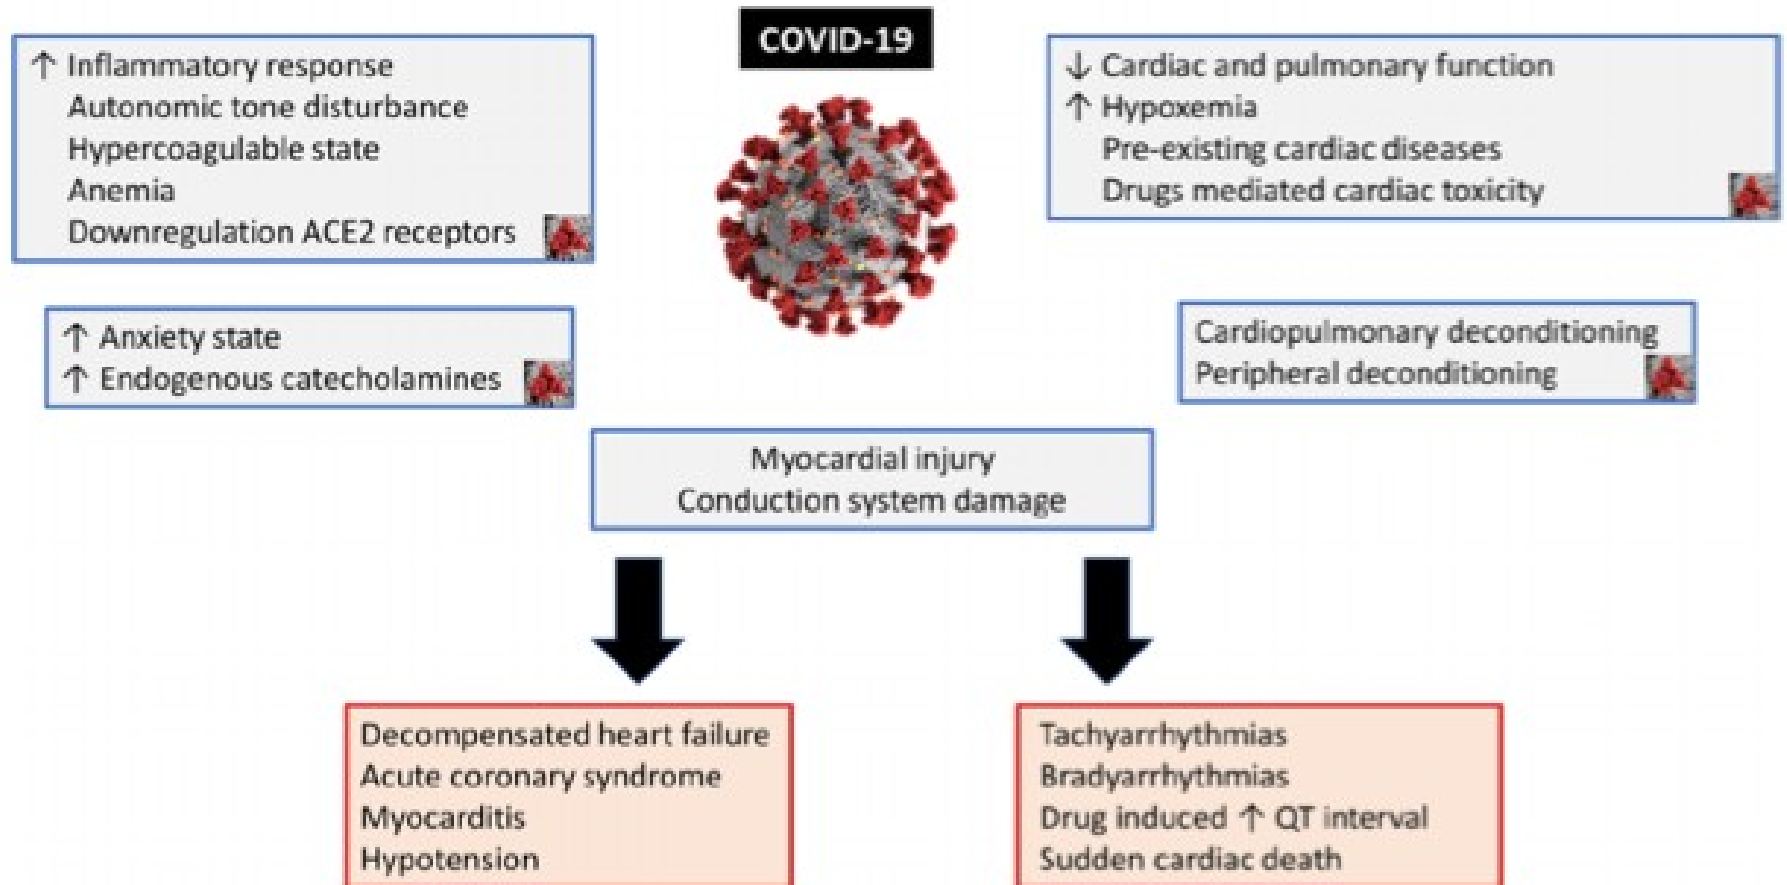 COVID-19
↑ Inflammatory response
Autonomic tone disturbance
Hypercoagulable state
Anemia
Downregulation ACE2 receptors
↓ Cardiac and pulmonary function
↑ Hypoxemia
Pre-existing cardiac diseases
Drugs mediated cardiac toxicity
↑ Anxiety state
↑ Endogenous catecholamines
Cardiopulmonary deconditioning
Peripheral deconditioning
Myocardial injury
Conduction system damage
Decompensated heart failure
Acute coronary syndrome
Myocarditis
Hypotension
Tachyarrhythmias
Bradyarrhythmias
Drug induced ↑ QT interval
Sudden cardiac death